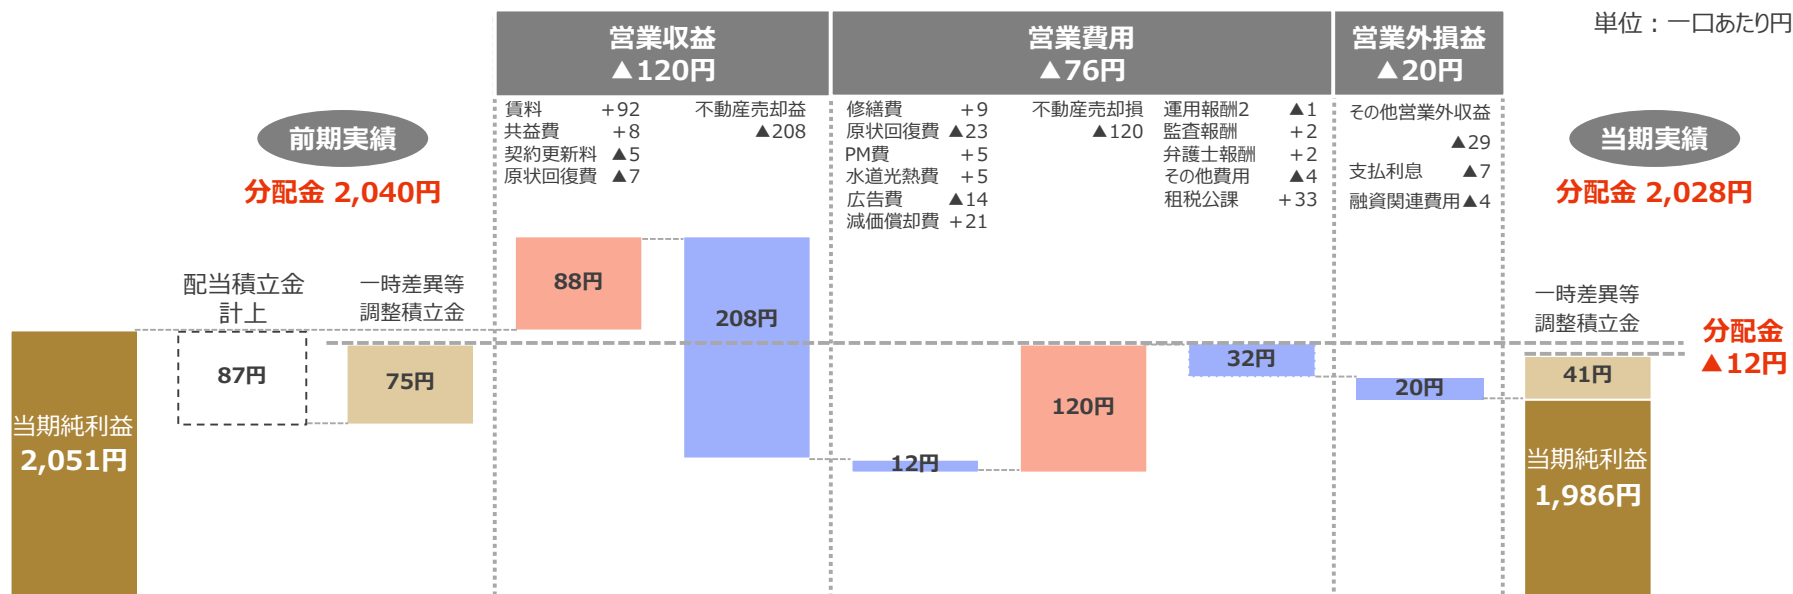 単位：一口あたり円
営業収益
▲120円
営業費用
▲76円
営業外損益
▲20円
前期実績
分配金 2,040円
賃料 +92
共益費 +8
契約更新料 ▲5
原状回復費 ▲7
不動産売却益
▲208
修繕費 +9
原状回復費 ▲23
PM費 +5
水道光熱費 +5
広告費 ▲14
減価償却費 +21
不動産売却損
▲120
運用報酬2 ▲1
監査報酬 +2
弁護士報酬 +2
その他費用 ▲4
租税公課 +33
その他営業外収益
▲29
支払利息 ▲7
融資関連費用▲4
当期実績
分配金 2,028円
当期純利益
2,051円
配当積立金
計上
87円
一時差異等
調整積立金
75円
88円
208円
12円
120円
32円
20円
一時差異等
調整積立金
41円
当期純利益
1,986円
分配金
▲12円